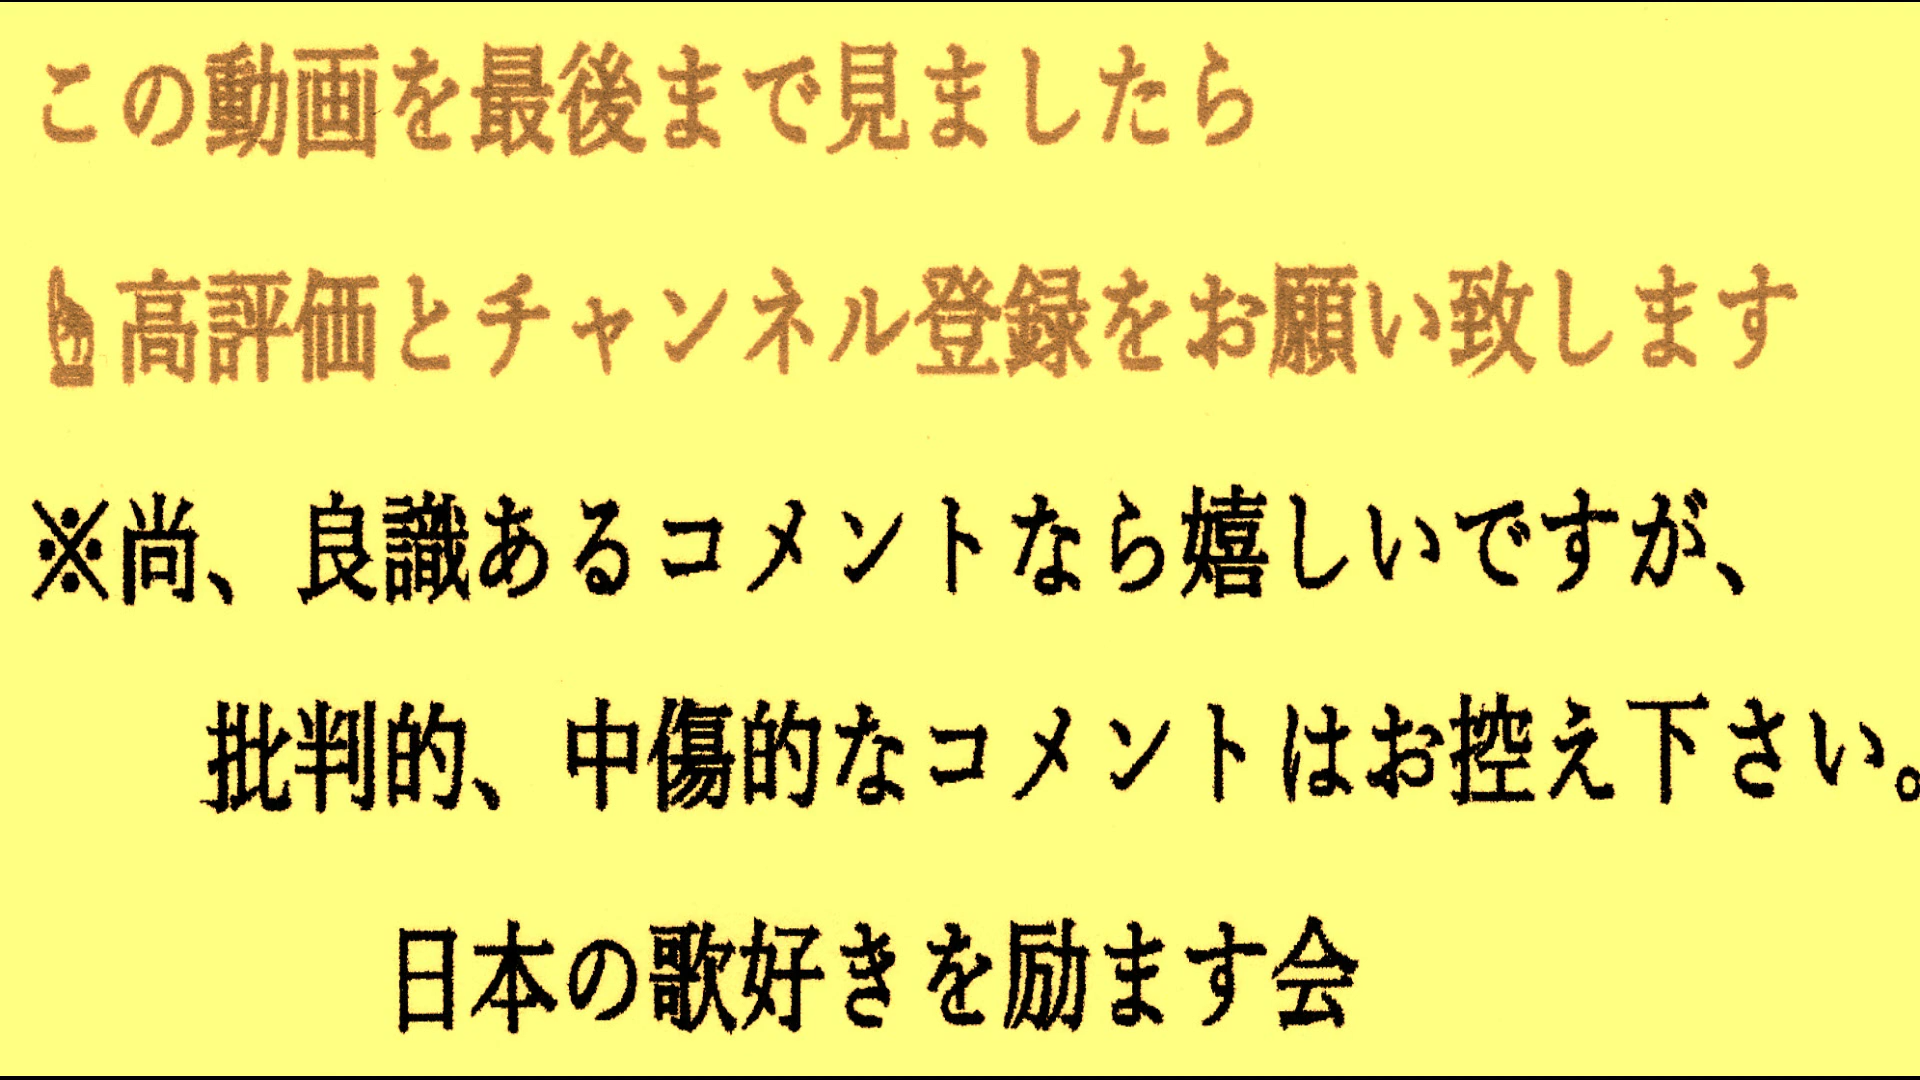 この動画を最後まで見ましたら
☝高評価とチャンネル登録をお願い致します
※尚、良識あるコメントなら嬉しいですが、
批判的、中傷的なコメントはお控え下さい。
日本の歌好きを励ます会